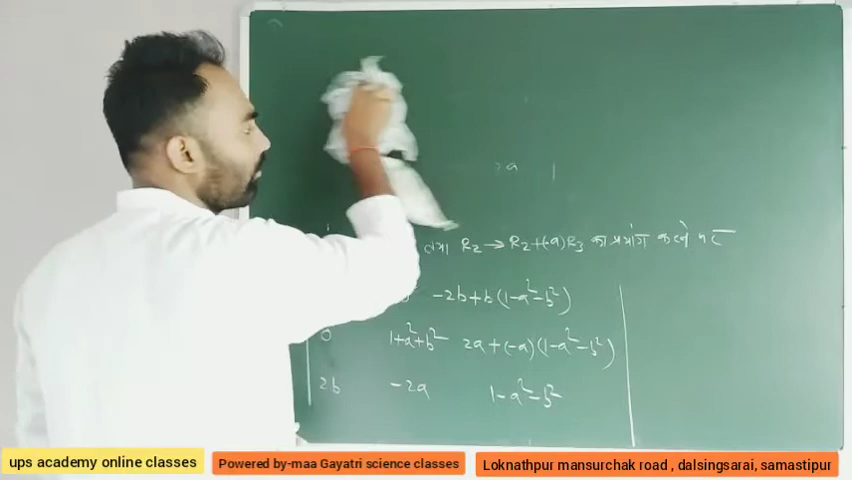 2a
तथा R2 → R2+(-a)R3 का प्रयोग करने पर
-2b+b(1-a²-b²)
0 1+a²+b² 2a+(-a)(1-a²-b²)
2b -2a 1-a²-b²
ups academy online classes
Powered by-maa Gayatri science classes
Loknathpur mansurchak road , dalsingsarai, samastipur